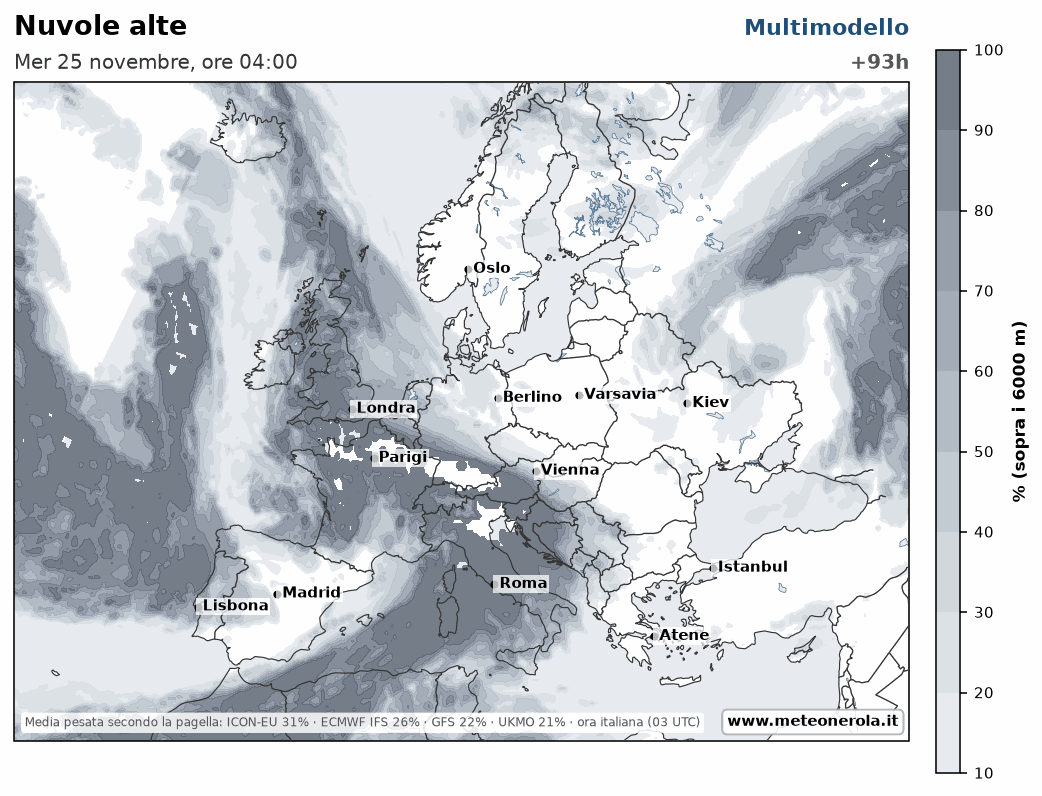 Nuvole alte
Multimodello
Mer 25 novembre, ore 04:00
+93h
100
90
80
70
60
50
40
30
20
10
% (sopra i 6000 m)
Oslo
Berlino
Varsavia
Kiev
Londra
Parigi
Vienna
Istanbul
Roma
Madrid
Lisbona
Atene
Media pesata secondo la pagella: ICON-EU 31% · ECMWF IFS 26% · GFS 22% · UKMO 21% · ora italiana (03 UTC)
www.meteonerola.it